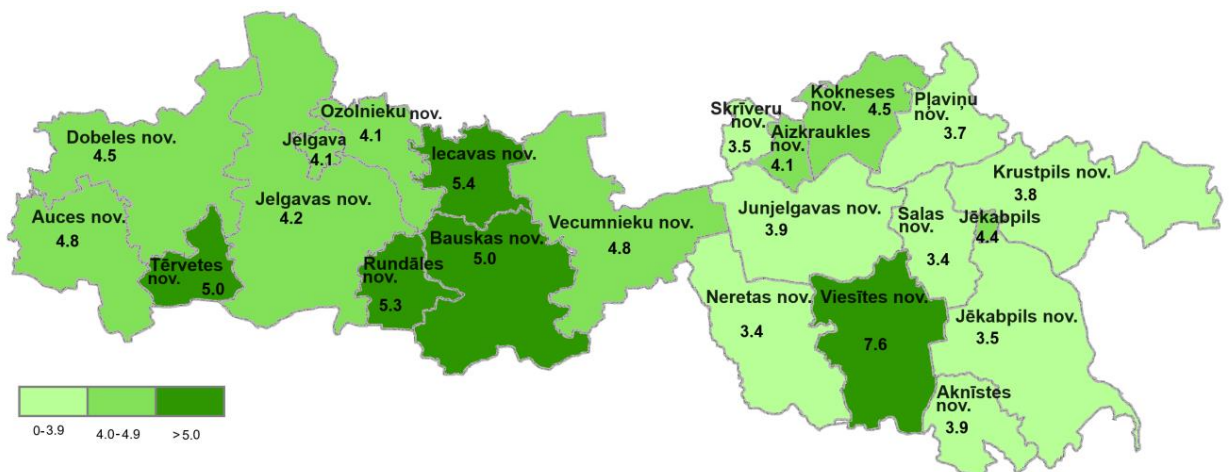 Dobeles nov.
4.5
Auces nov.
4.8
Tērvetes
nov.
5.0
Jelgava
4.1
Ozolnieku nov.
4.1
Jelgavas nov.
4.2
Iecavas nov.
5.4
Rundāles
nov.
5.3
Bauskas nov.
5.0
Vecumnieku nov.
4.8
Skrīveru
nov.
3.5
Aizkraukles
nov.
4.1
Kokneses
nov.
4.5
Pļaviņu
nov.
3.7
Krustpils nov.
3.8
Junjelgavas nov.
3.9
Salas
nov.
3.4
Jēkabpils
4.4
Neretas nov.
3.4
Viesītes nov.
7.6
Jēkabpils nov.
3.5
Aknīstes
nov.
3.9
0-3.9
4.0-4.9
>5.0